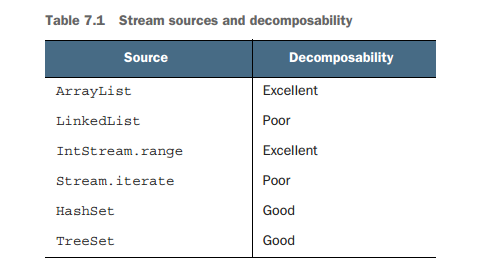 Table 7.1 Stream sources and decomposability
Source Decomposability
ArrayList Excellent
LinkedList Poor
IntStream.range Excellent
Stream.iterate Poor
HashSet Good
TreeSet Good